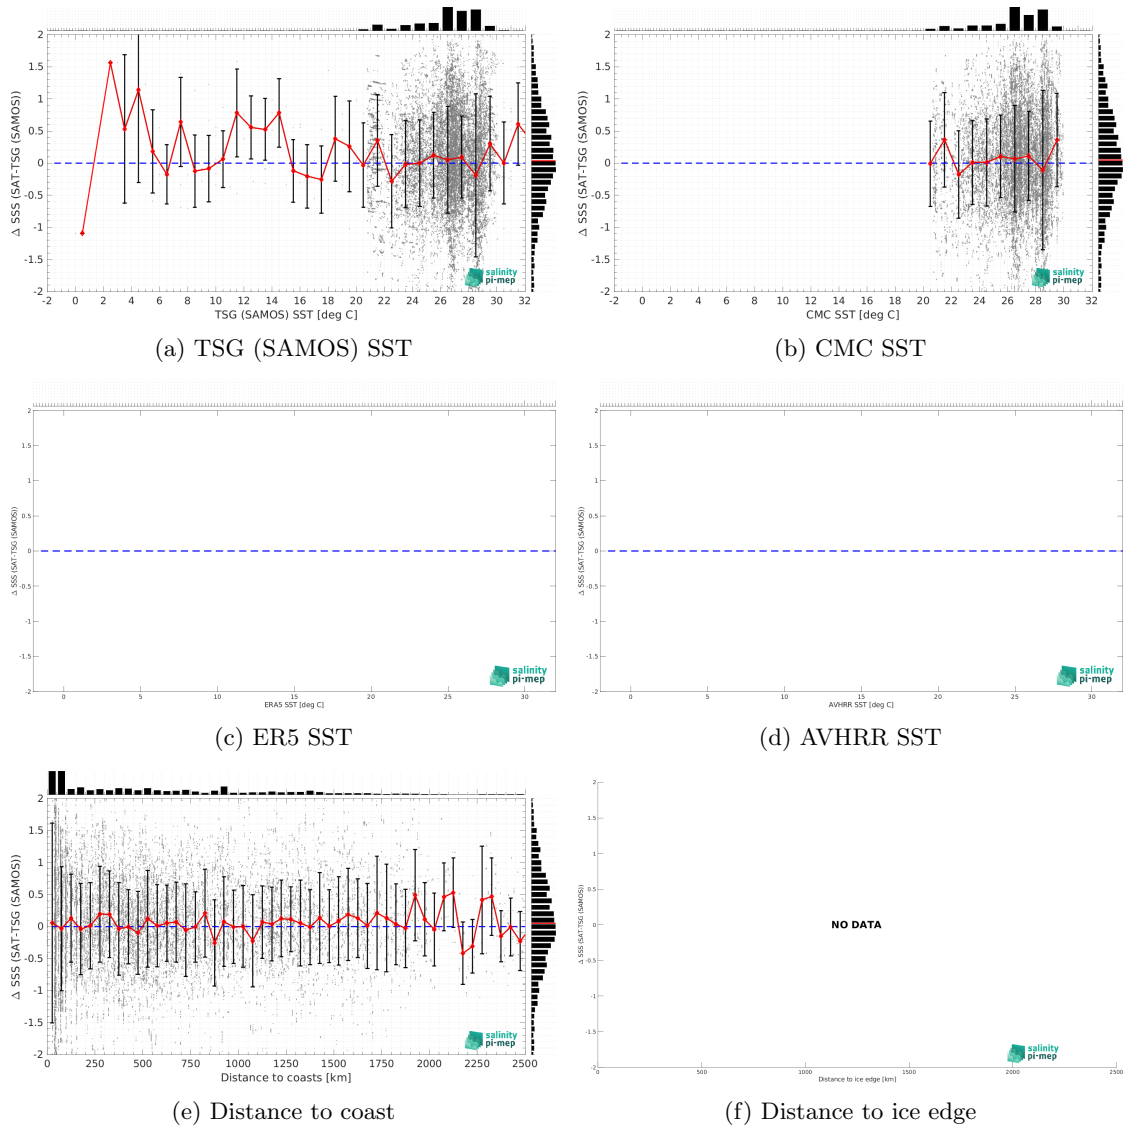 2
1.5
1
0.5
0
-0.5
-1
-1.5
-2
Δ SSS (SAT-TSG (SAMOS))
salinity
pi-mep
-2 0 2 4 6 8 10 12 14 16 18 20 22 24 26 28 30 32
TSG (SAMOS) SST [deg C]
(a) TSG (SAMOS) SST
2
1.5
1
0.5
0
-0.5
-1
-1.5
-2
Δ SSS (SAT-TSG (SAMOS))
salinity
pi-mep
-2 0 2 4 6 8 10 12 14 16 18 20 22 24 26 28 30 32
CMC SST [deg C]
(b) CMC SST
2
1.5
1
0.5
0
-0.5
-1
-1.5
-2
Δ SSS (SAT-TSG (SAMOS))
salinity
pi-mep
0 5 10 15 20 25 30
ERA5 SST [deg C]
(c) ER5 SST
2
1.5
1
0.5
0
-0.5
-1
-1.5
-2
Δ SSS (SAT-TSG (SAMOS))
salinity
pi-mep
0 5 10 15 20 25 30
AVHRR SST [deg C]
(d) AVHRR SST
2
1.5
1
0.5
0
-0.5
-1
-1.5
-2
Δ SSS (SAT-TSG (SAMOS))
salinity
pi-mep
0 250 500 750 1000 1250 1500 1750 2000 2250 2500
Distance to coasts [km]
(e) Distance to coast
2
1.5
1
0.5
0
-0.5
-1
-1.5
-2
Δ SSS (SAT-TSG (SAMOS))
NO DATA
salinity
pi-mep
0 500 1000 1500 2000 2500
Distance to ice edge [km]
(f) Distance to ice edge